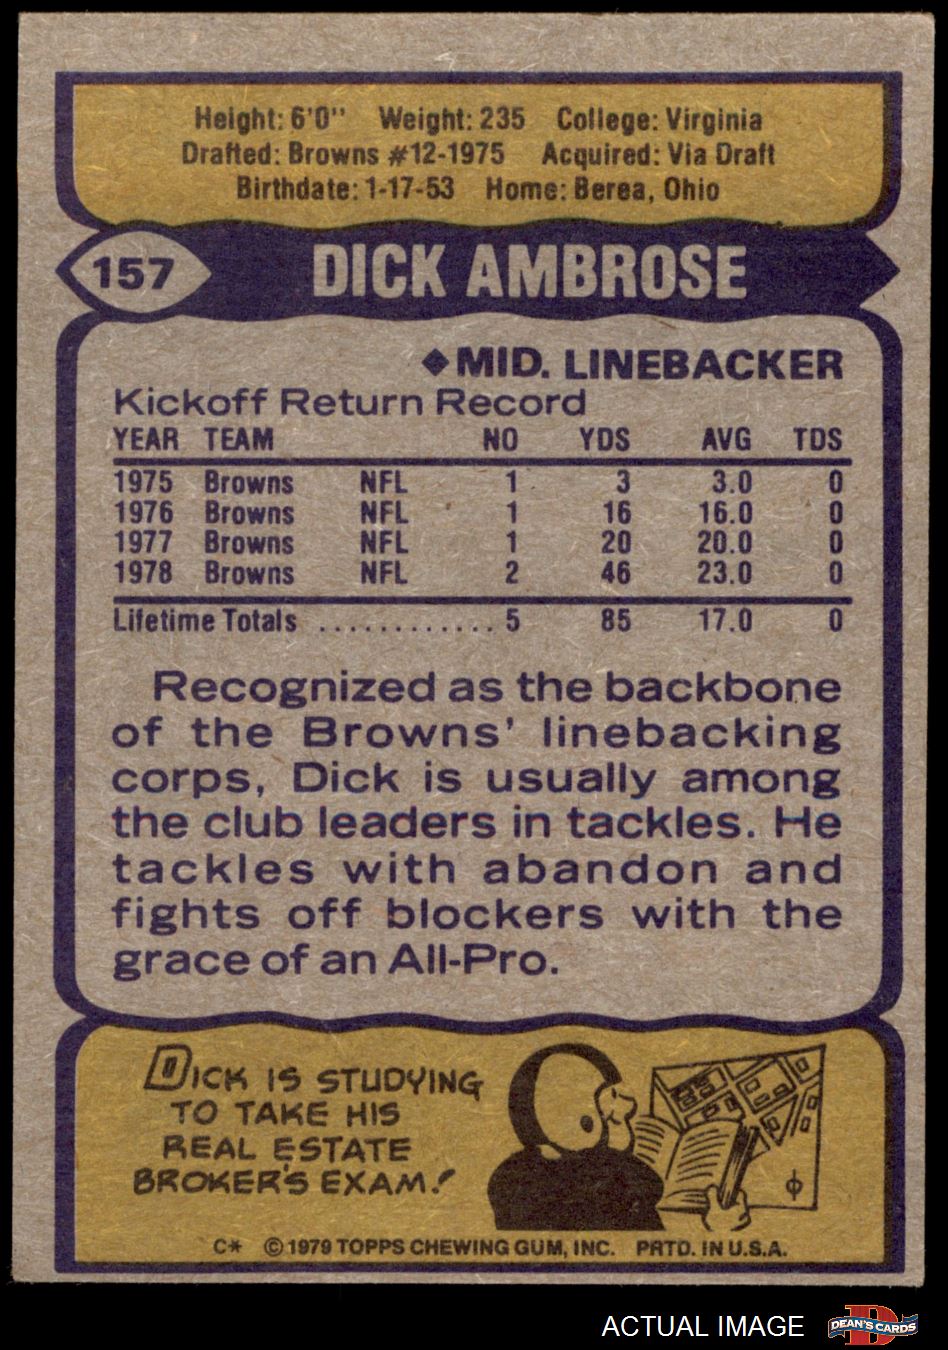 Height: 6'0" Weight: 235 College: Virginia
Drafted: Browns #12-1975 Acquired: Via Draft
Birthdate: 1-17-53 Home: Berea, Ohio
157 DICK AMBROSE
◆MID. LINEBACKER
Kickoff Return Record
YEAR TEAM NO YDS AVG TDS
1975 Browns NFL 1 3 3.0 0
1976 Browns NFL 1 16 16.0 0
1977 Browns NFL 1 20 20.0 0
1978 Browns NFL 2 46 23.0 0
Lifetime Totals ............ 5 85 17.0 0
Recognized as the backbone
of the Browns' linebacking
corps, Dick is usually among
the club leaders in tackles. He
tackles with abandon and
fights off blockers with the
grace of an All-Pro.
DICK IS STUDYING
TO TAKE HIS
REAL ESTATE
BROKER'S EXAM!
C* © 1979 TOPPS CHEWING GUM, INC. PRTD. IN U.S.A.
ACTUAL IMAGE
D
DEAN'S CARDS